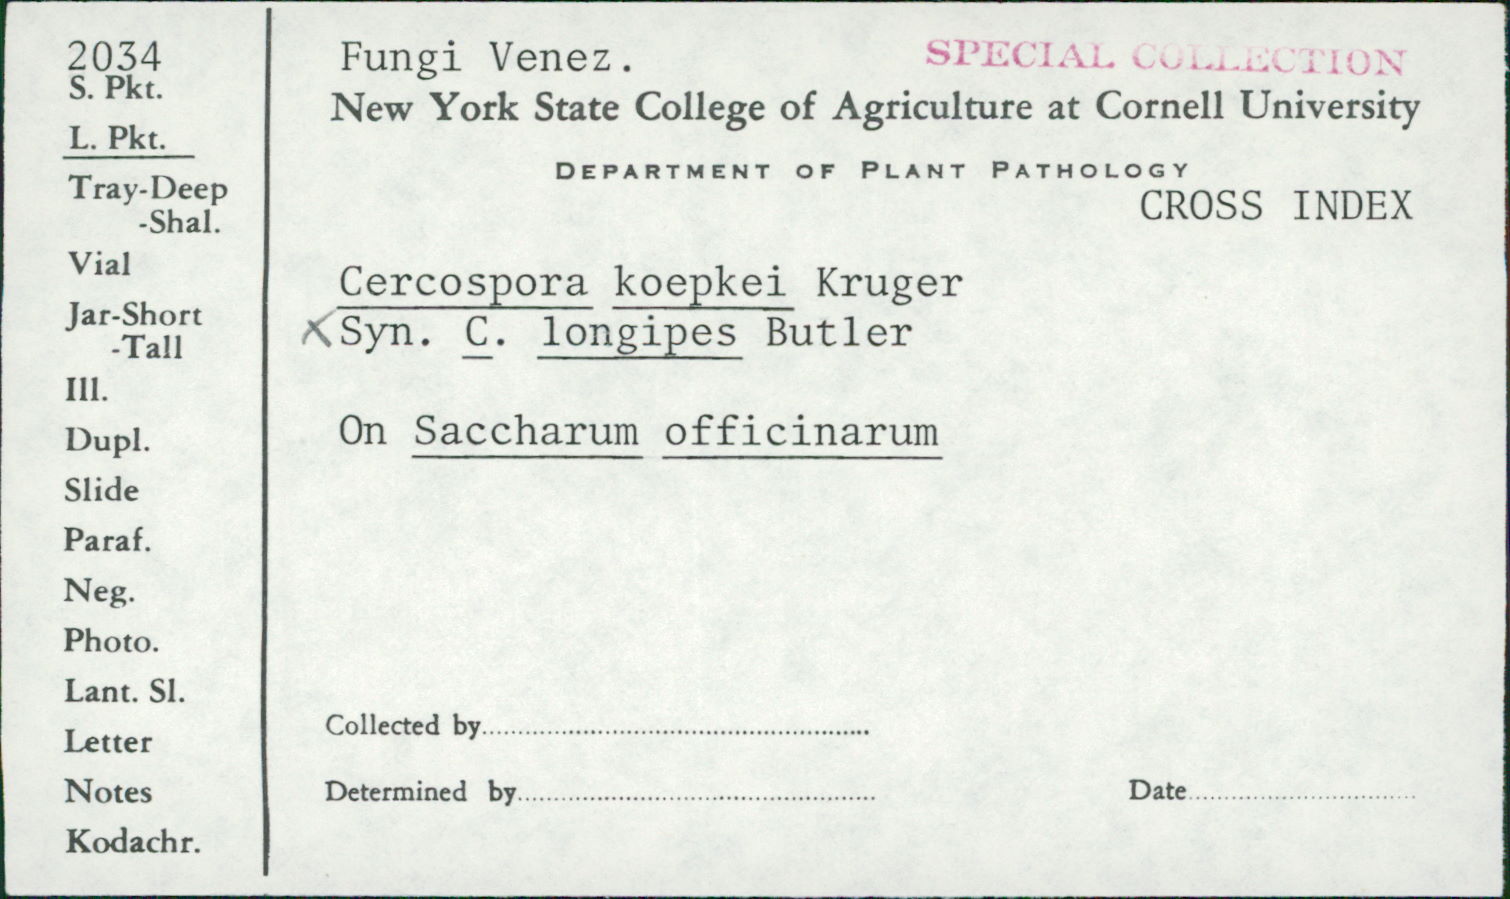 2034
S. Pkt.
L. Pkt.
Tray-Deep
-Shal.
Vial
Jar-Short
-Tall
Ill.
Dupl.
Slide
Paraf.
Neg.
Photo.
Lant. Sl.
Letter
Notes
Kodachr.
Fungi Venez.
SPECIAL COLLECTION
New York State College of Agriculture at Cornell University
DEPARTMENT OF PLANT PATHOLOGY
CROSS INDEX
Cercospora koepkei Kruger
X Syn. C. longipes Butler
On Saccharum officinarum
Collected by
Determined by
Date